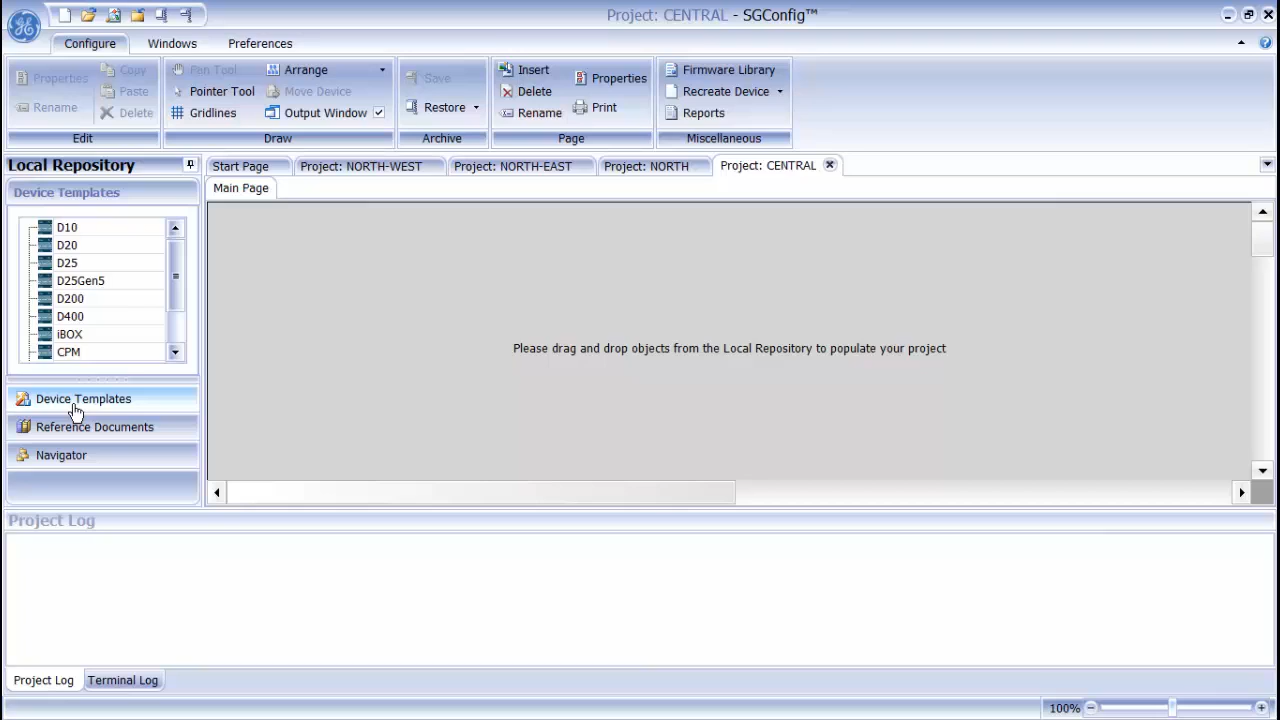 Project: CENTRAL - SGConfig™
Configure
Windows
Preferences
Properties
Copy
Paste
Rename
Delete
Edit
Pan Tool
Arrange
Pointer Tool
Move Device
Gridlines
Output Window
Draw
Save
Restore
Archive
Insert
Properties
Delete
Rename
Print
Page
Firmware Library
Recreate Device
Reports
Miscellaneous
Local Repository
Start Page
Project: NORTH-WEST
Project: NORTH-EAST
Project: NORTH
Project: CENTRAL
Device Templates
Main Page
D10
D20
D25
D25Gen5
D200
D400
iBOX
CPM
Please drag and drop objects from the Local Repository to populate your project
Device Templates
Reference Documents
Navigator
Project Log
Project Log
Terminal Log
100%